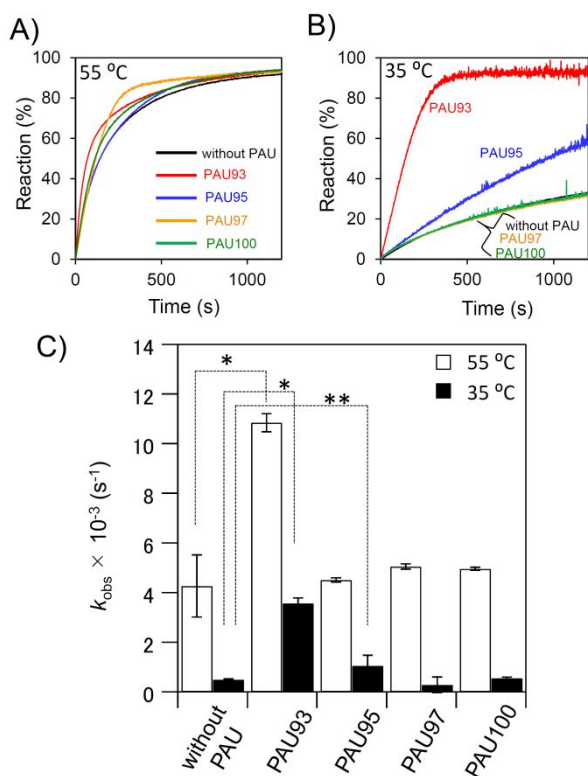 A)
55 °C
100
80
60
40
20
0
Reaction (%)
without PAU
PAU93
PAU95
PAU97
PAU100
0 500 1000
Time (s)
B)
35 °C
100
80
60
40
20
0
Reaction (%)
PAU93
PAU95
without PAU
PAU97
PAU100
0 500 1000
Time (s)
C)
14
12
10
8
6
4
2
0
kobs × 10-3 (s-1)
55 °C
35 °C
*
*
**
without
PAU
PAU93
PAU95
PAU97
PAU100